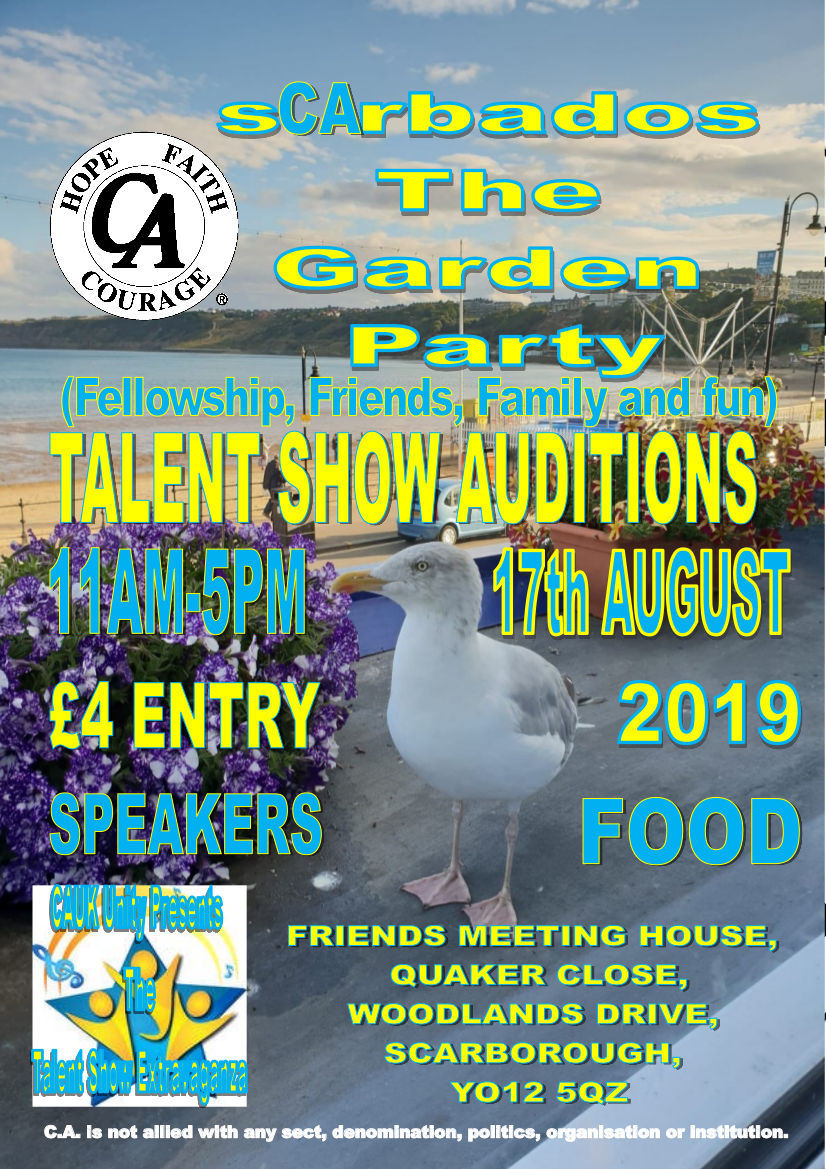 sCArbados
The
Garden
Party
HOPE FAITH
CA
COURAGE
®
(Fellowship, Friends, Family and fun)
TALENT SHOW AUDITIONS
11AM-5PM
17th AUGUST
£4 ENTRY
2019
SPEAKERS
FOOD
CAUK Unity Presents
The
Talent Show Extravaganza
FRIENDS MEETING HOUSE,
QUAKER CLOSE,
WOODLANDS DRIVE,
SCARBOROUGH,
YO12 5QZ
C.A. is not allied with any sect, denomination, politics, organisation or institution.